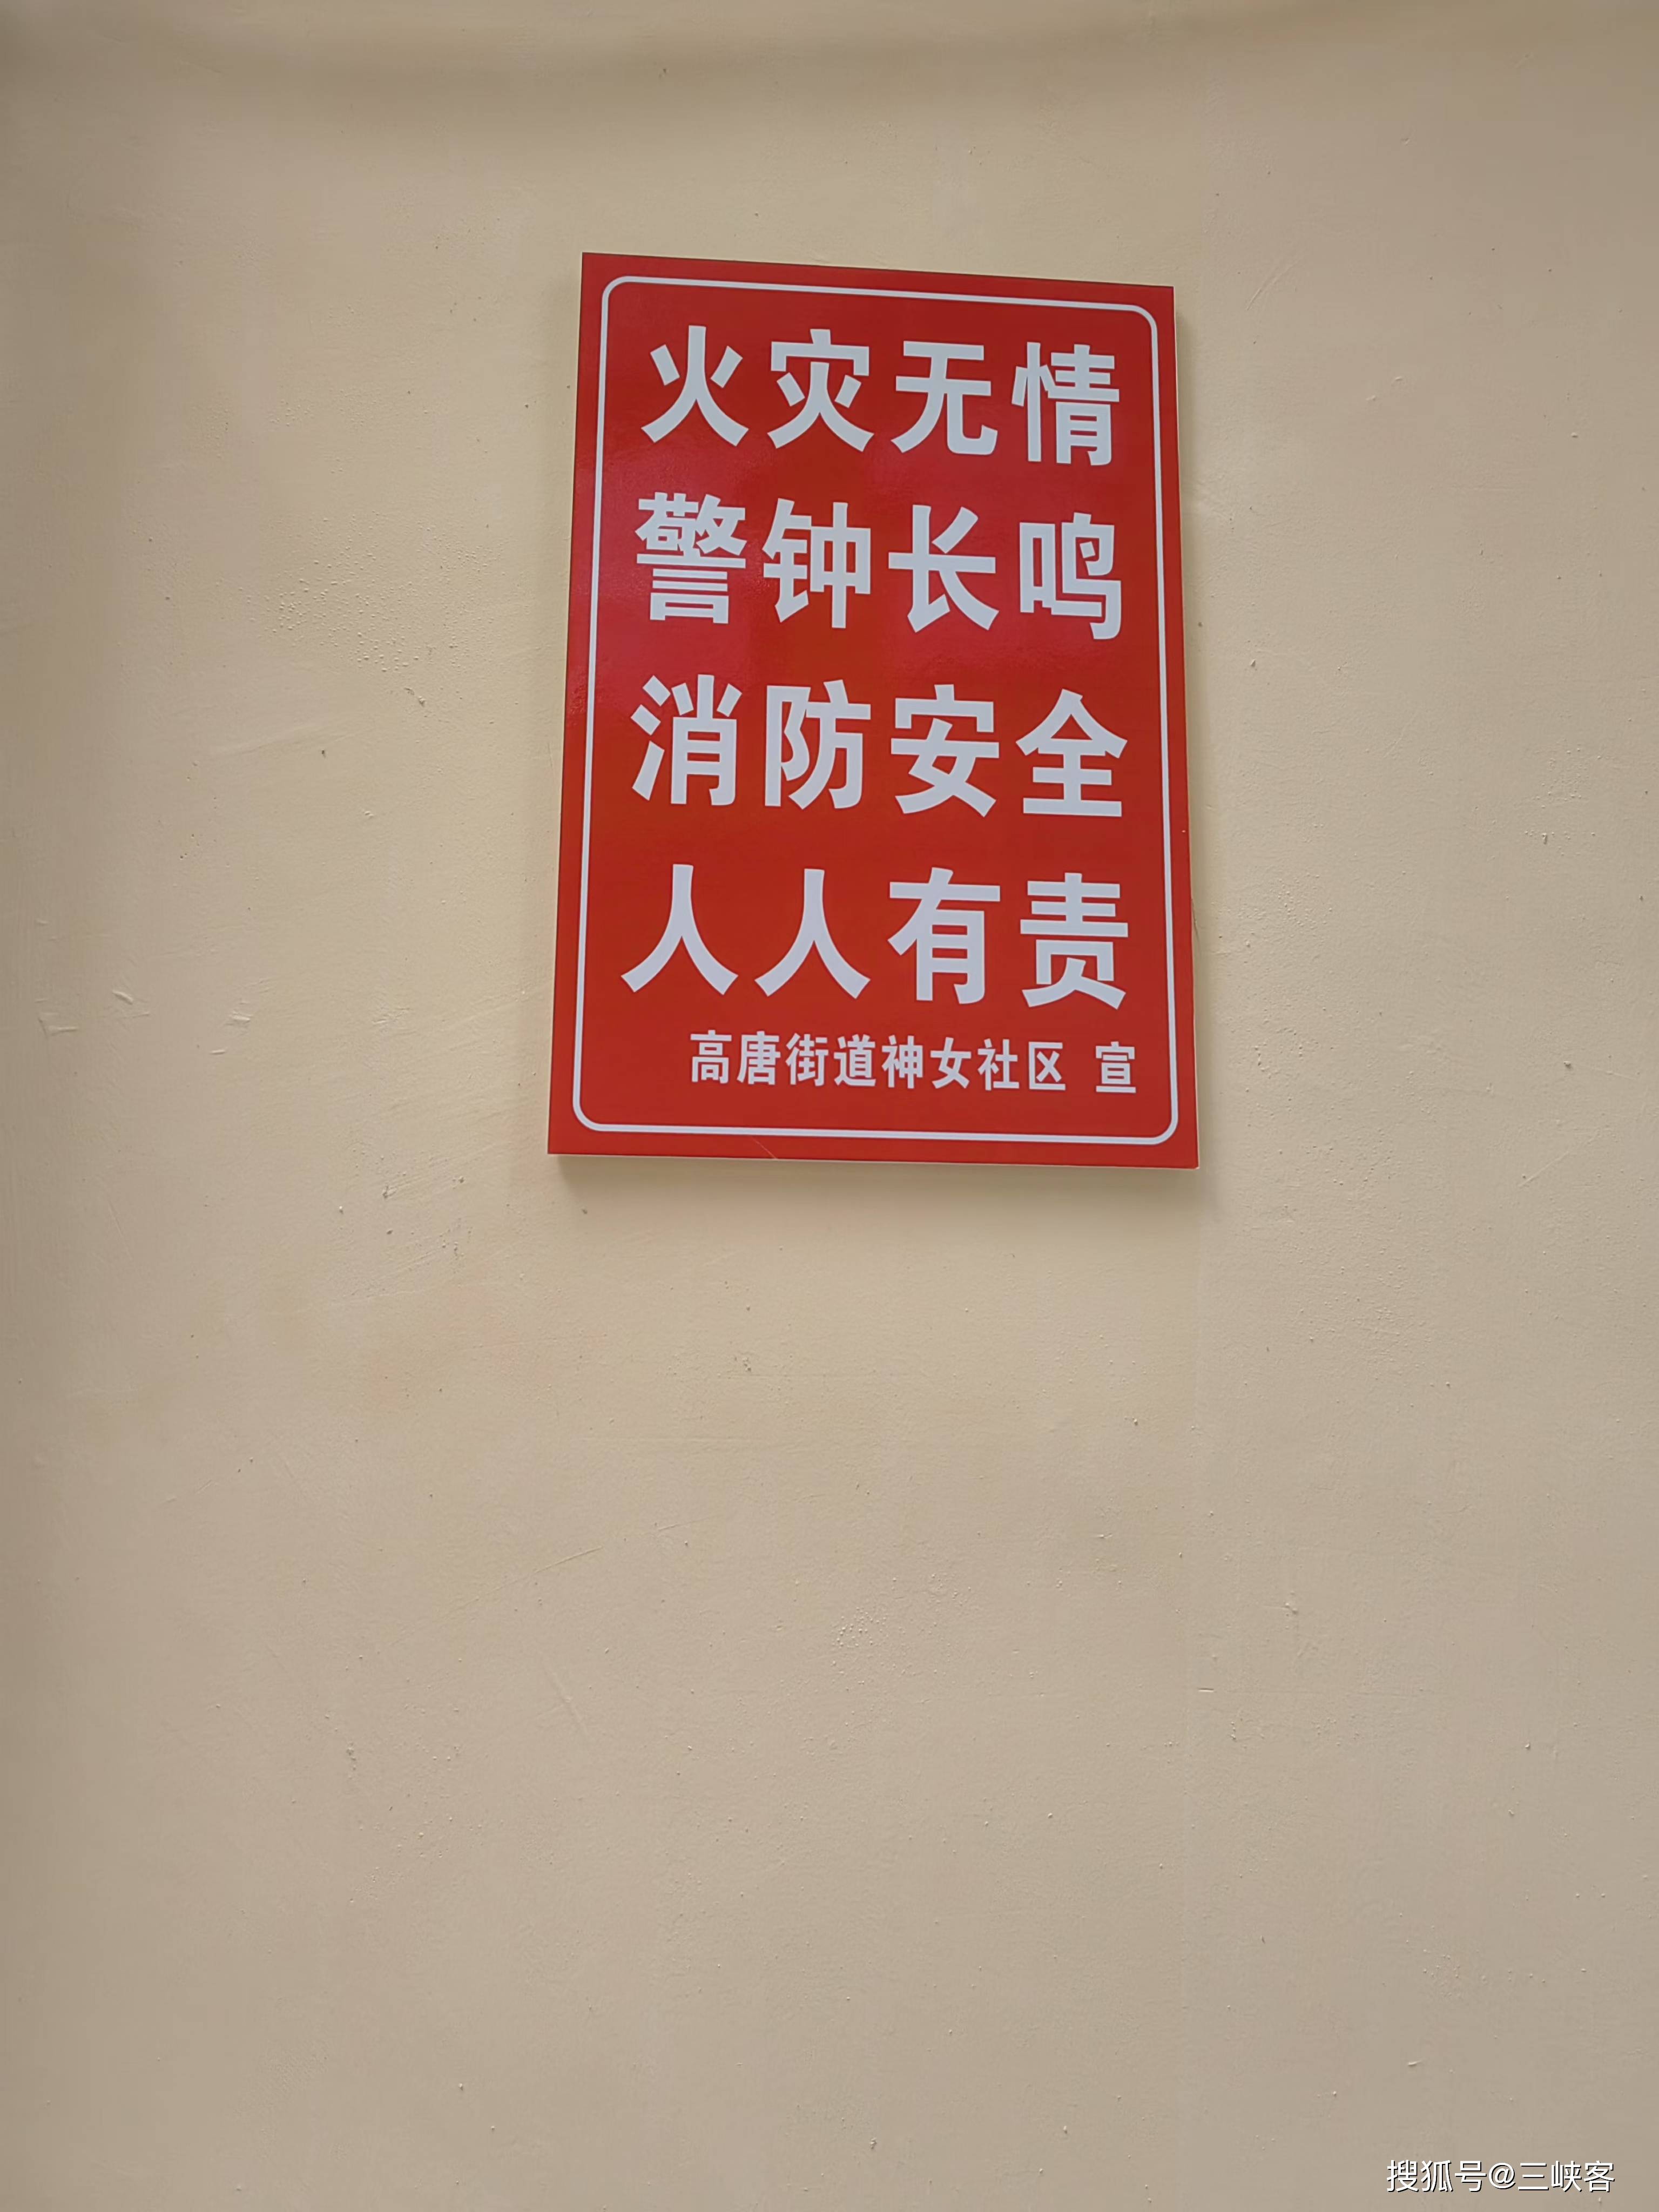 火灾无情
警钟长鸣
消防安全
人人有责
高唐街道神女社区 宣
搜狐号@三峡客